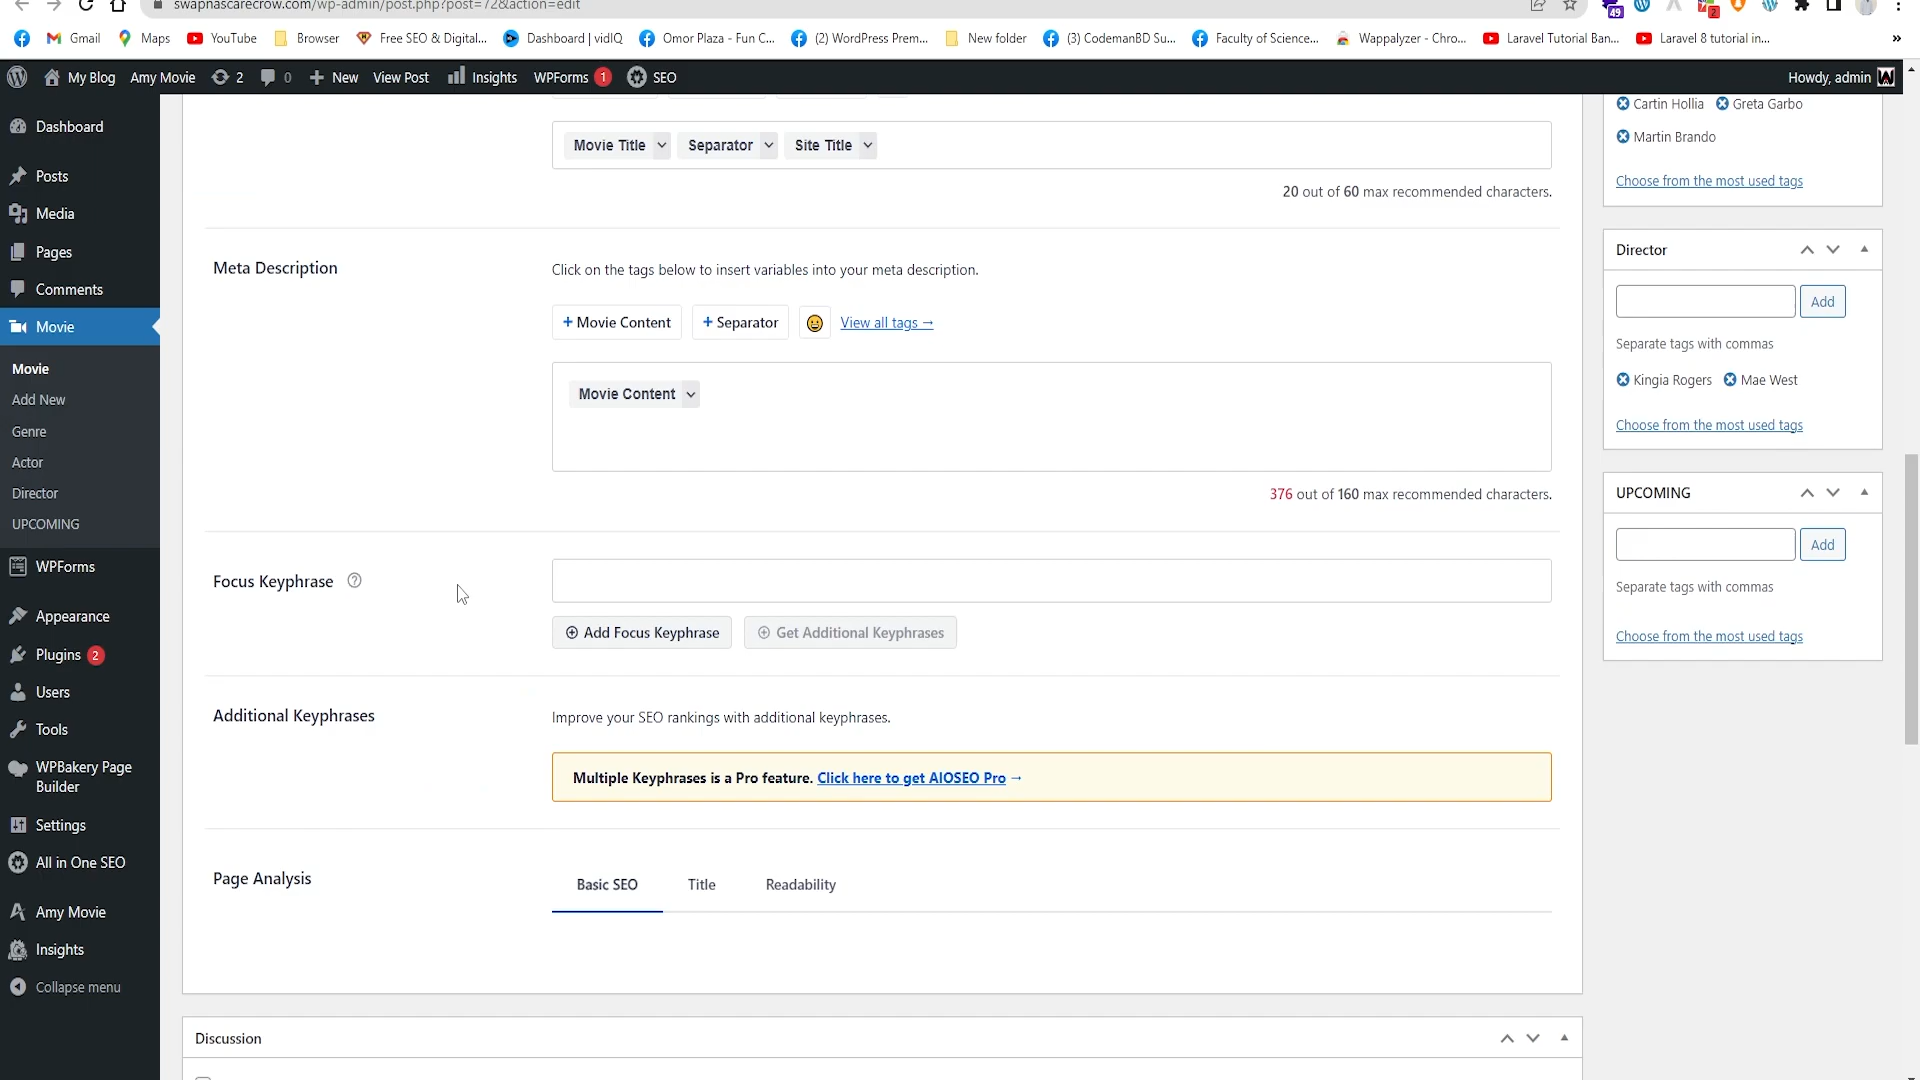 swapnascarecrow.com/wp-admin/post.php?post=72&action=edit
49
2
Gmail
Maps
YouTube
Browser
Free SEO & Digital...
Dashboard | vidIQ
Omor Plaza - Fun C...
(2) WordPress Prem...
New folder
(3) CodemanBD Su...
Faculty of Science...
Wappalyzer - Chro...
Laravel Tutorial Ban...
Laravel 8 tutorial in...
»
My Blog
Amy Movie
2
0
New
View Post
Insights
WPForms 1
SEO
Howdy, admin
Dashboard
Posts
Media
Pages
Comments
Movie
Movie
Add New
Genre
Actor
Director
UPCOMING
WPForms
Appearance
Plugins 2
Users
Tools
WPBakery Page
Builder
Settings
All in One SEO
Amy Movie
Insights
Collapse menu
Movie Title
Separator
Site Title
20 out of 60 max recommended characters.
Meta Description
Click on the tags below to insert variables into your meta description.
+ Movie Content
+ Separator
View all tags →
Movie Content
376 out of 160 max recommended characters.
Focus Keyphrase
Add Focus Keyphrase
Get Additional Keyphrases
Additional Keyphrases
Improve your SEO rankings with additional keyphrases.
Multiple Keyphrases is a Pro feature. Click here to get AIOSEO Pro →
Page Analysis
Basic SEO
Title
Readability
Discussion
Cartin Hollia
Greta Garbo
Martin Brando
Choose from the most used tags
Director
Add
Separate tags with commas
Kingia Rogers
Mae West
Choose from the most used tags
UPCOMING
Add
Separate tags with commas
Choose from the most used tags